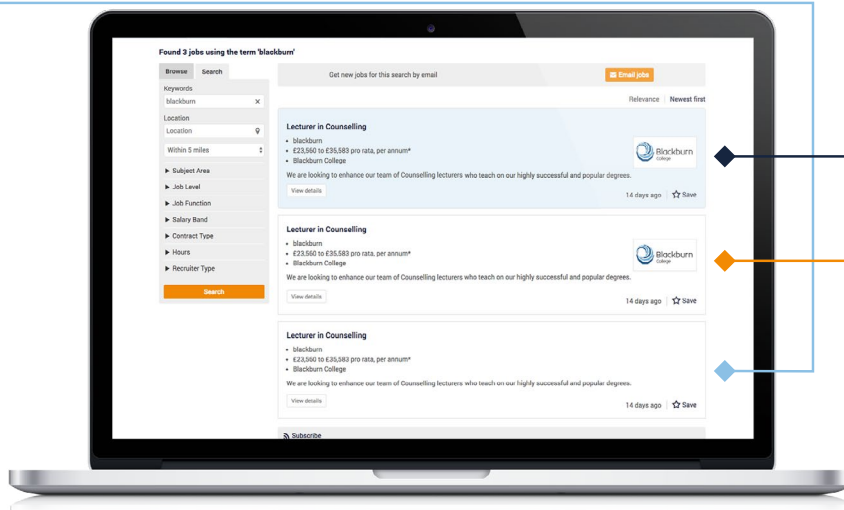 Found 3 jobs using the term 'blackburn'
Browse Search
Keywords
blackburn ×
Location
Location
Within 5 miles
Subject Area
Job Level
Job Function
Salary Band
Contract Type
Hours
Recruiter Type
Search
Get new jobs for this search by email
Email jobs
Relevance Newest first
Lecturer in Counselling
• blackburn
• £23,560 to £35,583 pro rata, per annum*
• Blackburn College
Blackburn
College
We are looking to enhance our team of Counselling lecturers who teach on our highly successful and popular degrees.
View details
14 days ago Save
Lecturer in Counselling
• blackburn
• £23,560 to £35,583 pro rata. per annum*
• Blackburn College
Blackburn
College
We are looking to enhance our team of Counselling lecturers who teach on our highly successful and popular degrees.
View details
14 days ago Save
Lecturer in Counselling
• blackburn
• £23,560 to £35,583 pro rata, per annum*
• Blackburn College
We are looking to enhance our team of Counselling lecturers who teach on our highly successful and popular degrees.
View details
14 days ago Save
Subscribe